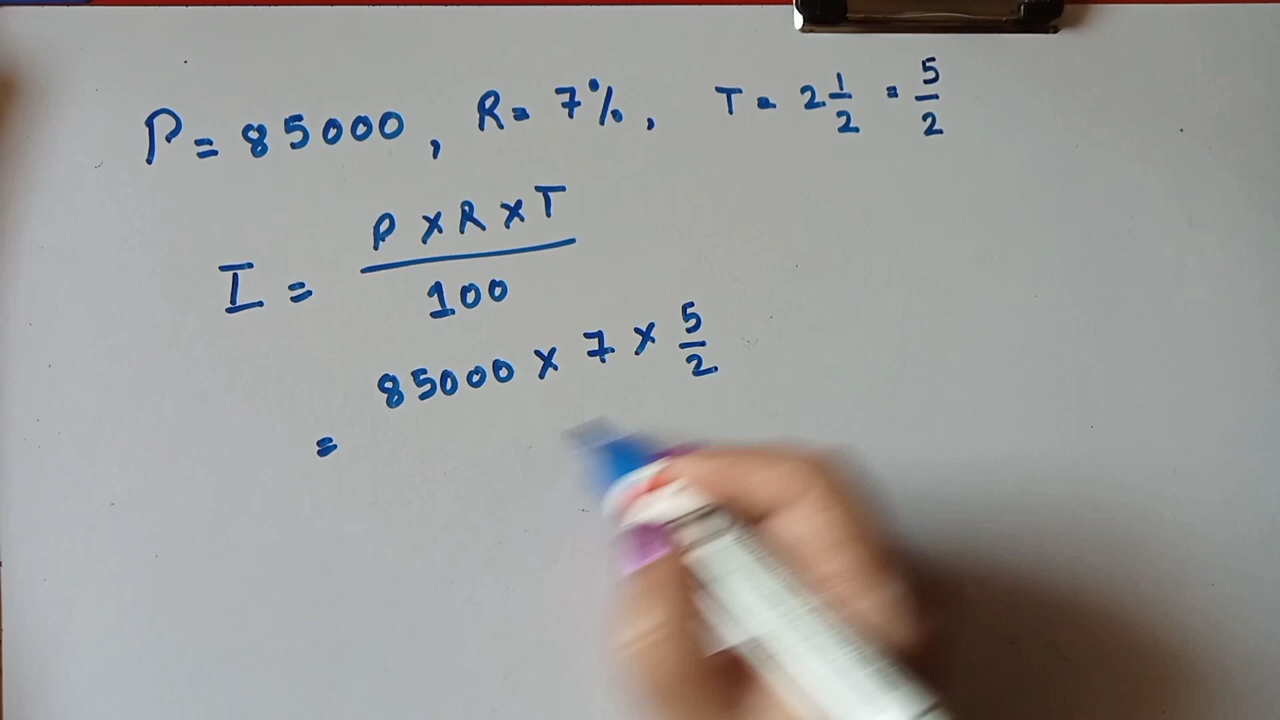 P = 85000, R = 7%, T = 2 1/2 = 5/2
I = P × R × T / 100
= 85000 × 7 × 5/2